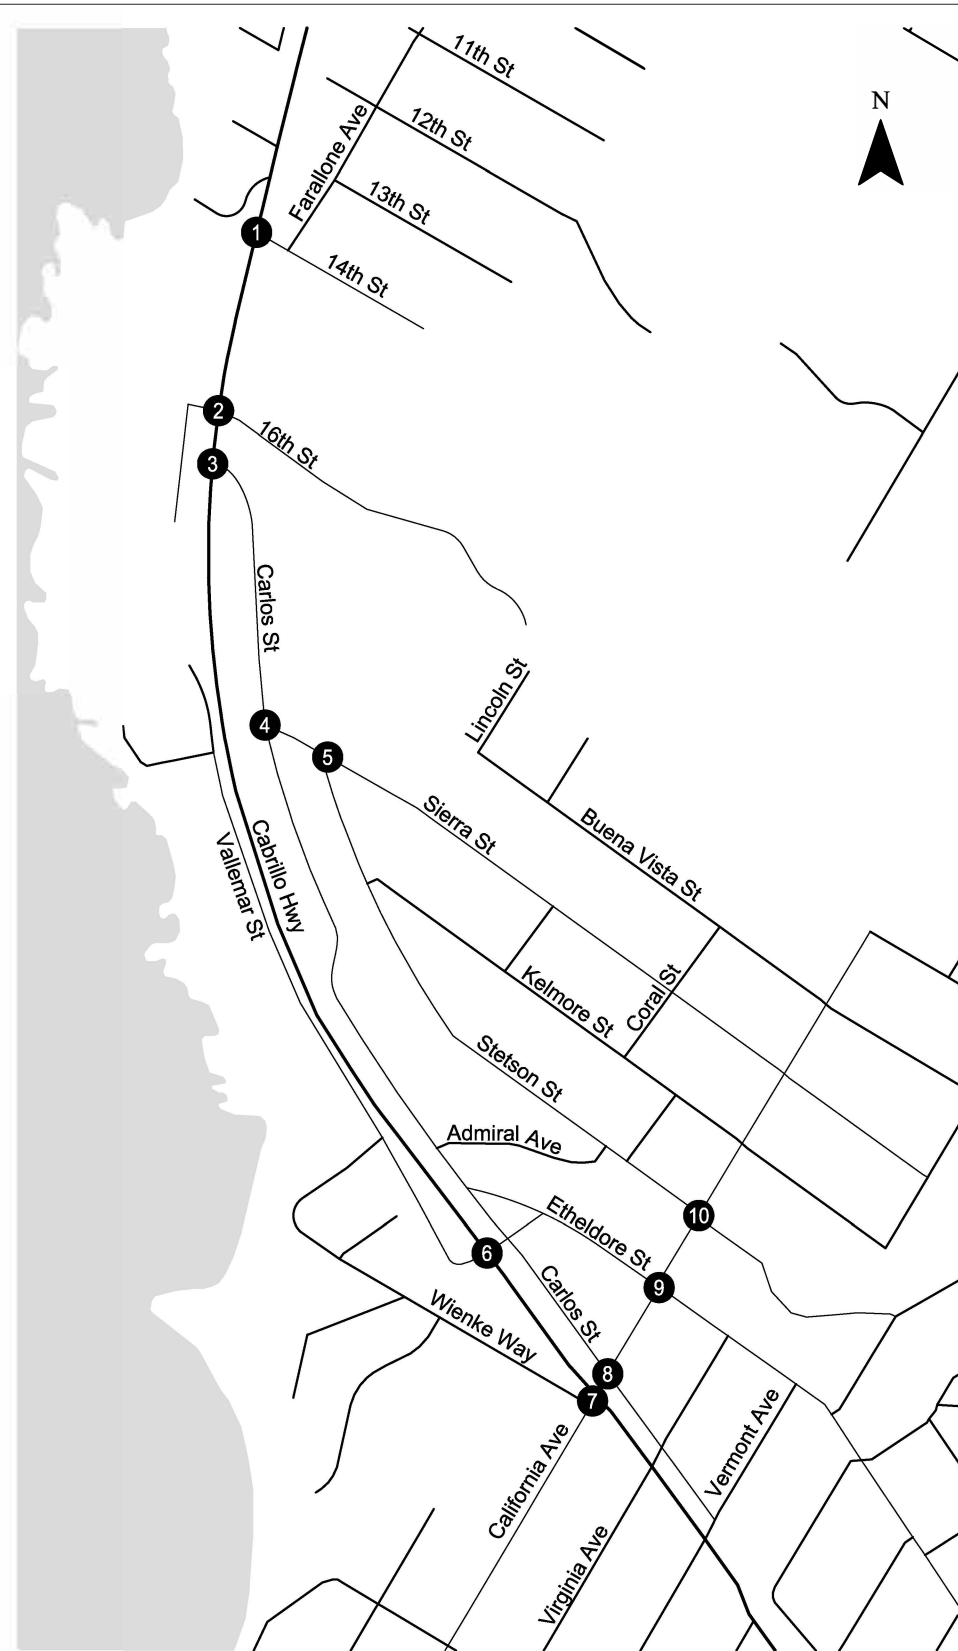 11th St
N
12th St
Farallone Ave
13th St
1
14th St
2
16th St
3
Carlos St
Lincoln St
4
5
Sierra St
Buena Vista St
Cabrillo Hwy
Vallemar St
Kelmore St
Coral St
Stetson St
Admiral Ave
10
Etheldore St
6
9
Carlos St
Wienke Way
8
7
Vermont Ave
California Ave
Virginia Ave